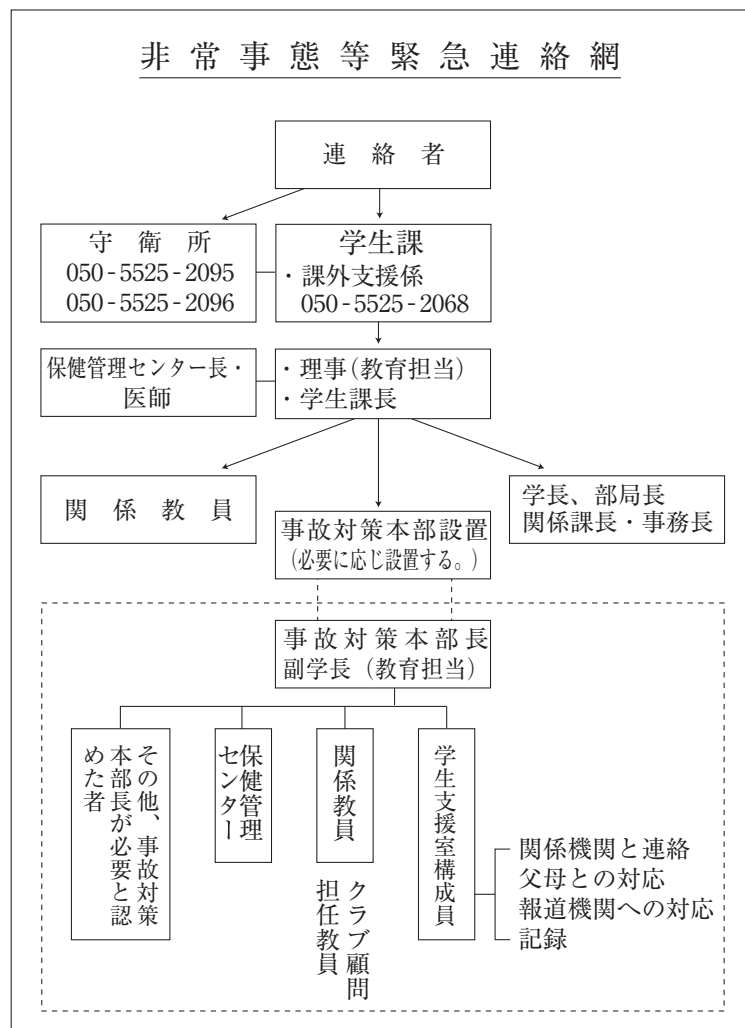 非常事態等緊急連絡網
連絡者
守衛所
050-5525-2095
050-5525-2096
学生課
・課外支援係
050-5525-2068
保健管理センター長・
医師
・理事(教育担当)
・学生課長
関係教員
学長、部局長
関係課長・事務長
事故対策本部設置
(必要に応じ設置する。)
事故対策本部長
副学長(教育担当)
その他、事故対策
本部長が必要と認
めた者
保健管理
センター
関係教員
クラブ顧問
担任教員
学生支援室構成員
関係機関と連絡
父母との対応
報道機関への対応
記録